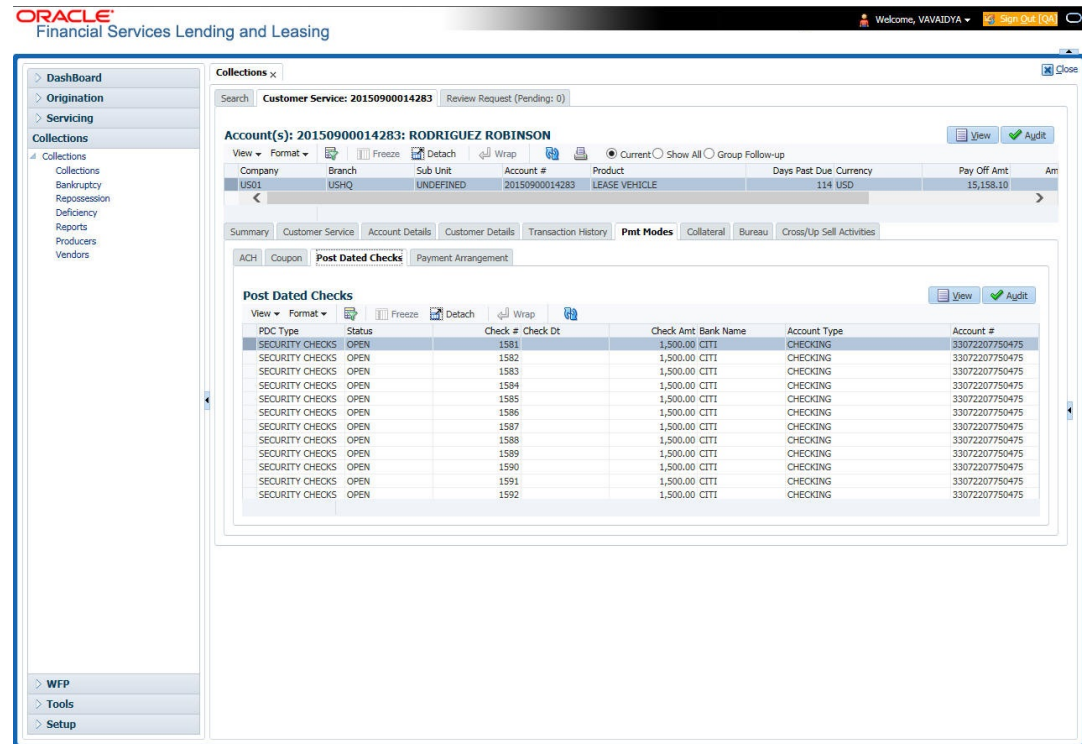 ORACLE®
Financial Services Lending and Leasing
Welcome, VAVAIDYA Sign Out [QA]
Close
DashBoard
Origination
Servicing
Collections
Collections
Collections
Bankruptcy
Repossession
Deficiency
Reports
Producers
Vendors
WFP
Tools
Setup
Collections x
Search Customer Service: 20150900014283 Review Request (Pending: 0)
Account(s): 20150900014283: RODRIGUEZ ROBINSON View Audit
View Format Freeze Detach Wrap Current Show All Group Follow-up
Company Branch Sub Unit Account # Product Days Past Due Currency Pay Off Amt Am
US01 USHQ UNDEFINED 20150900014283 LEASE VEHICLE 114 USD 15,158.10
Summary Customer Service Account Details Customer Details Transaction History Pmt Modes Collateral Bureau Cross/Up Sell Activities
ACH Coupon Post Dated Checks Payment Arrangement
Post Dated Checks View Audit
View Format Freeze Detach Wrap
PDC Type Status Check # Check Dt Check Amt Bank Name Account Type Account #
SECURITY CHECKS OPEN 1581 1,500.00 CITI CHECKING 33072207750475
SECURITY CHECKS OPEN 1582 1,500.00 CITI CHECKING 33072207750475
SECURITY CHECKS OPEN 1583 1,500.00 CITI CHECKING 33072207750475
SECURITY CHECKS OPEN 1584 1,500.00 CITI CHECKING 33072207750475
SECURITY CHECKS OPEN 1585 1,500.00 CITI CHECKING 33072207750475
SECURITY CHECKS OPEN 1586 1,500.00 CITI CHECKING 33072207750475
SECURITY CHECKS OPEN 1587 1,500.00 CITI CHECKING 33072207750475
SECURITY CHECKS OPEN 1588 1,500.00 CITI CHECKING 33072207750475
SECURITY CHECKS OPEN 1589 1,500.00 CITI CHECKING 33072207750475
SECURITY CHECKS OPEN 1590 1,500.00 CITI CHECKING 33072207750475
SECURITY CHECKS OPEN 1591 1,500.00 CITI CHECKING 33072207750475
SECURITY CHECKS OPEN 1592 1,500.00 CITI CHECKING 33072207750475